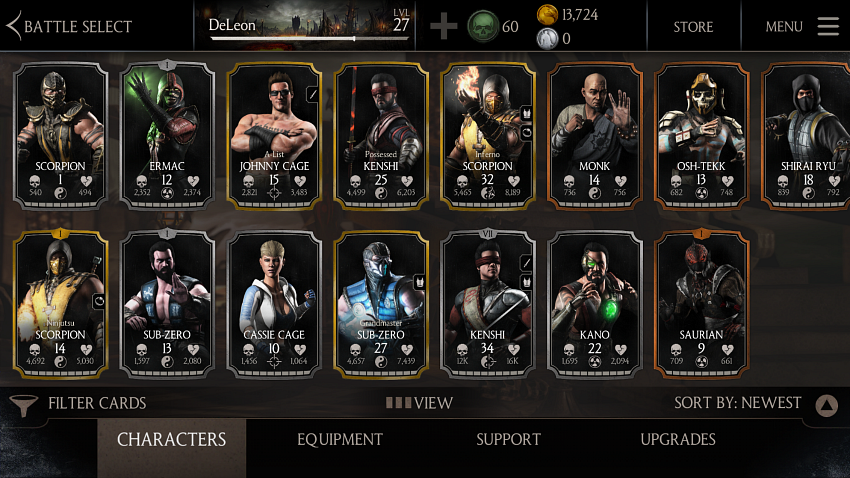 BATTLE SELECT
DeLeon
LVL
27
60
13,724
0
STORE
MENU
SCORPION
1
540 494
I
ERMAC
12
2,352 2,374
A-List
JOHNNY CAGE
15
2,821 3,483
Possessed
KENSHI
25
4,499 6,203
Inferno
SCORPION
32
5,465 8,189
MONK
14
736 756
OSH-TEKK
13
682 748
SHIRAI RYU
18
839 792
I
Ninjutsu
SCORPION
14
4,692 5,030
I
SUB-ZERO
13
1,597 2,080
CASSIE CAGE
10
1,456 1,064
Grandmaster
SUB-ZERO
27
4,657 7,439
VII
KENSHI
34
12K 16K
KANO
22
1,695 2,094
I
SAURIAN
9
709 661
FILTER CARDS
VIEW
SORT BY: NEWEST
CHARACTERS
EQUIPMENT
SUPPORT
UPGRADES